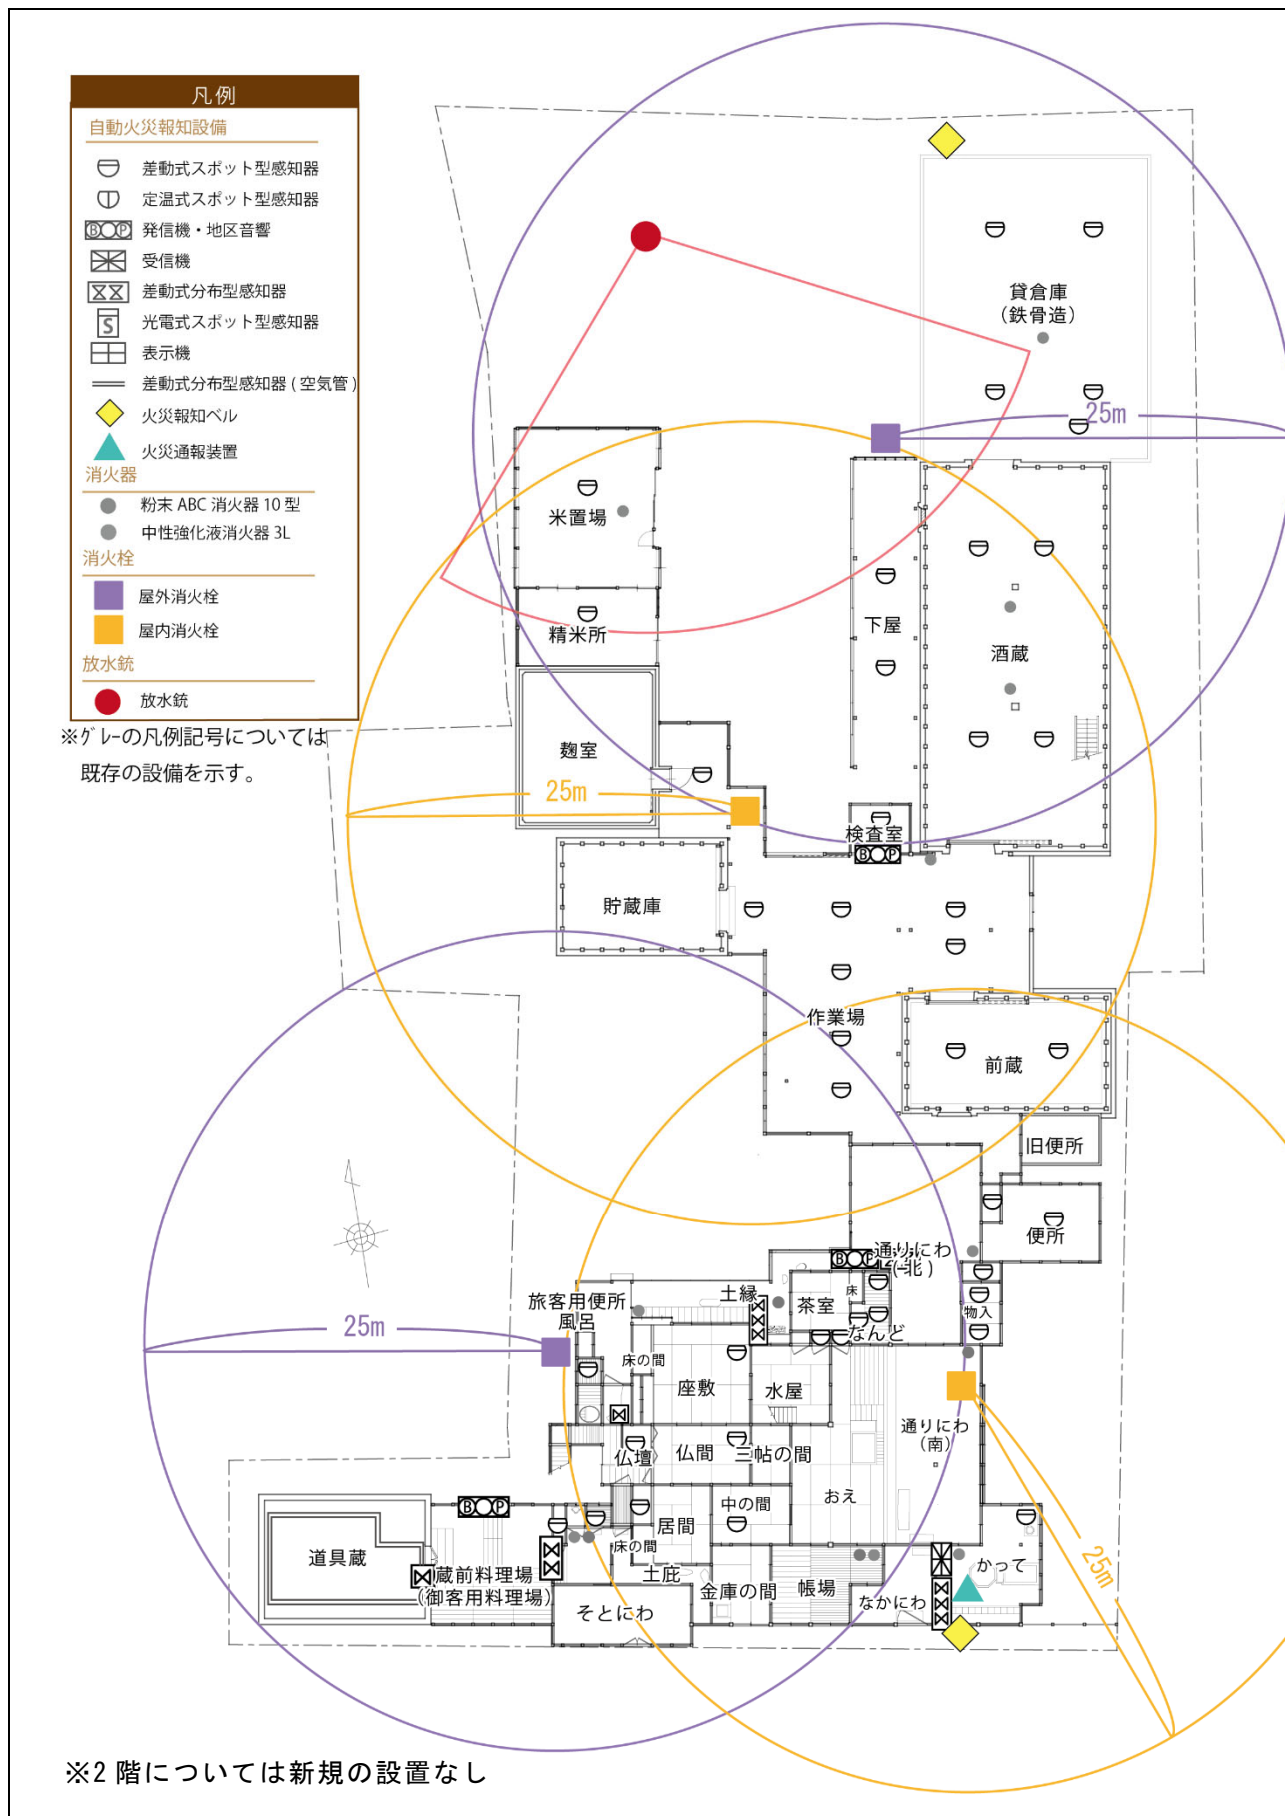 凡例
自動火災報知設備
差動式スポット型感知器
定温式スポット型感知器
B P 発信機・地区音響
受信機
差動式分布型感知器
S 光電式スポット型感知器
表示機
差動式分布型感知器(空気管)
火災報知ベル
火災通報装置
消火器
粉末ABC消火器10型
中性強化液消火器3L
消火栓
屋外消火栓
屋内消火栓
放水銃
放水銃
※グレーの凡例記号については
既存の設備を示す。
貸倉庫
(鉄骨造)
25m
米置場
精米所
下屋
酒蔵
麹室
25m
検査室
B P
貯蔵庫
作業場
前蔵
旧便所
便所
通りにわ
(北)
B P
土縁
茶室
床
なんど
物入
旅客用便所
風呂
25m
床の間
座敷
水屋
通りにわ
(南)
仏壇
仏間
三帖の間
おえ
中の間
居間
B P
床の間
道具蔵
蔵前料理場
(御客用料理場)
土庇
そとにわ
金庫の間
帳場
なかにわ
かって
25m
※2階については新規の設置なし